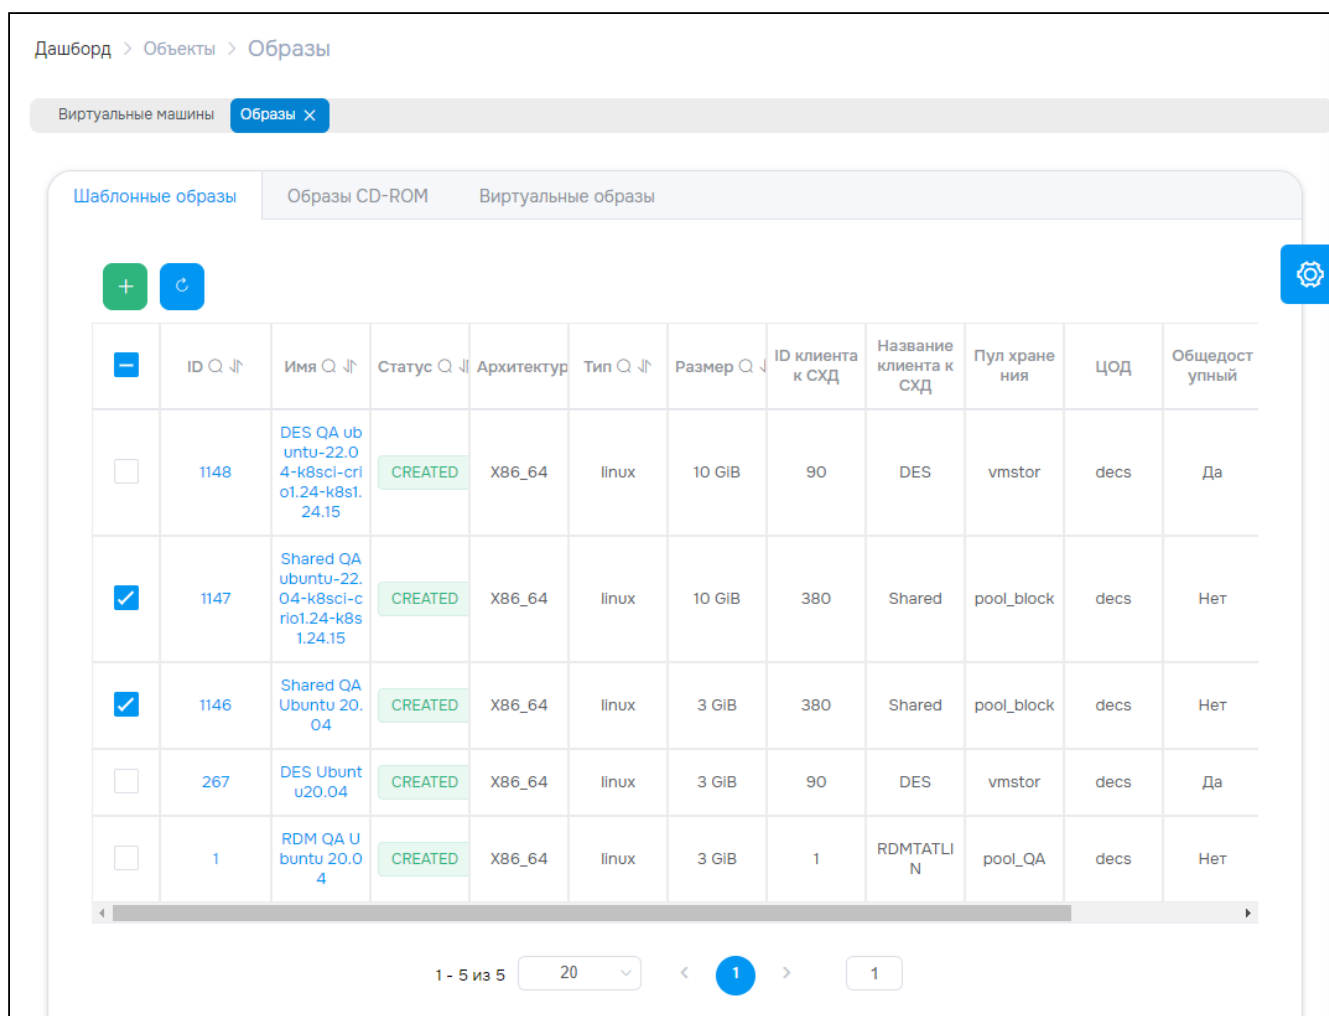 Дашборд > Объекты > Образы
Виртуальные машины Образы ×
Шаблонные образы Образы CD-ROM Виртуальные образы
ID Имя Статус Архитектур Тип Размер ID клиента к СХД Название клиента к СХД Пул хране ния ЦОД Общедост упный
1148 DES QA ub untu-22.0 4-k8sci-cri o1.24-k8s1. 24.15 CREATED X86_64 linux 10 GiB 90 DES vmstor decs Да
1147 Shared QA ubuntu-22. 04-k8sci-c rio1.24-k8s 1.24.15 CREATED X86_64 linux 10 GiB 380 Shared pool_block decs Нет
1146 Shared QA Ubuntu 20. 04 CREATED X86_64 linux 3 GiB 380 Shared pool_block decs Нет
267 DES Ubunt u20.04 CREATED X86_64 linux 3 GiB 90 DES vmstor decs Да
1 RDM QA U buntu 20.0 4 CREATED X86_64 linux 3 GiB 1 RDMTATLI N pool_QA decs Нет
1 - 5 из 5 20 < 1 > 1